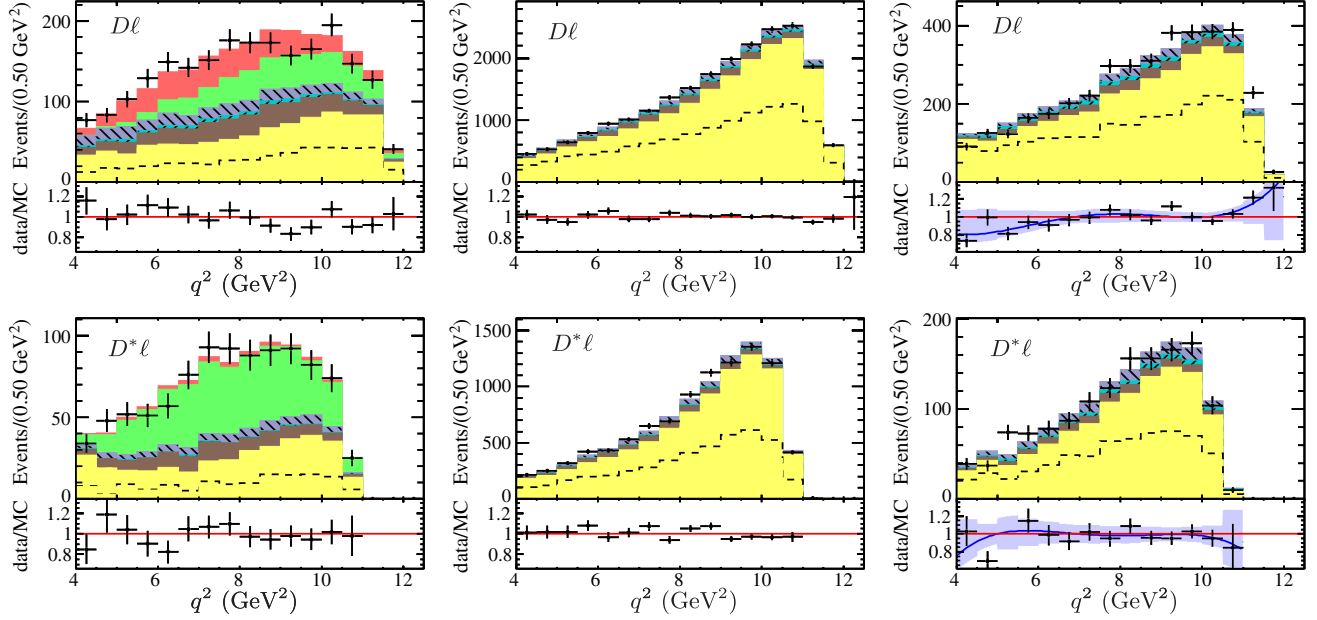 Events/(0.50 GeV²)
200
100
0
Dℓ
data/MC
1.2
1
0.8
4 6 8 10 12
q² (GeV²)
Events/(0.50 GeV²)
2000
1000
0
Dℓ
data/MC
1.2
1
0.8
4 6 8 10 12
q² (GeV²)
Events/(0.50 GeV²)
400
200
0
Dℓ
data/MC
1.2
1
0.8
4 6 8 10 12
q² (GeV²)
Events/(0.50 GeV²)
100
50
0
D*ℓ
data/MC
1.2
1
0.8
4 6 8 10 12
q² (GeV²)
Events/(0.50 GeV²)
1500
1000
500
0
D*ℓ
data/MC
1.2
1
0.8
4 6 8 10 12
q² (GeV²)
Events/(0.50 GeV²)
200
100
0
D*ℓ
data/MC
1.2
1
0.8
4 6 8 10 12
q² (GeV²)